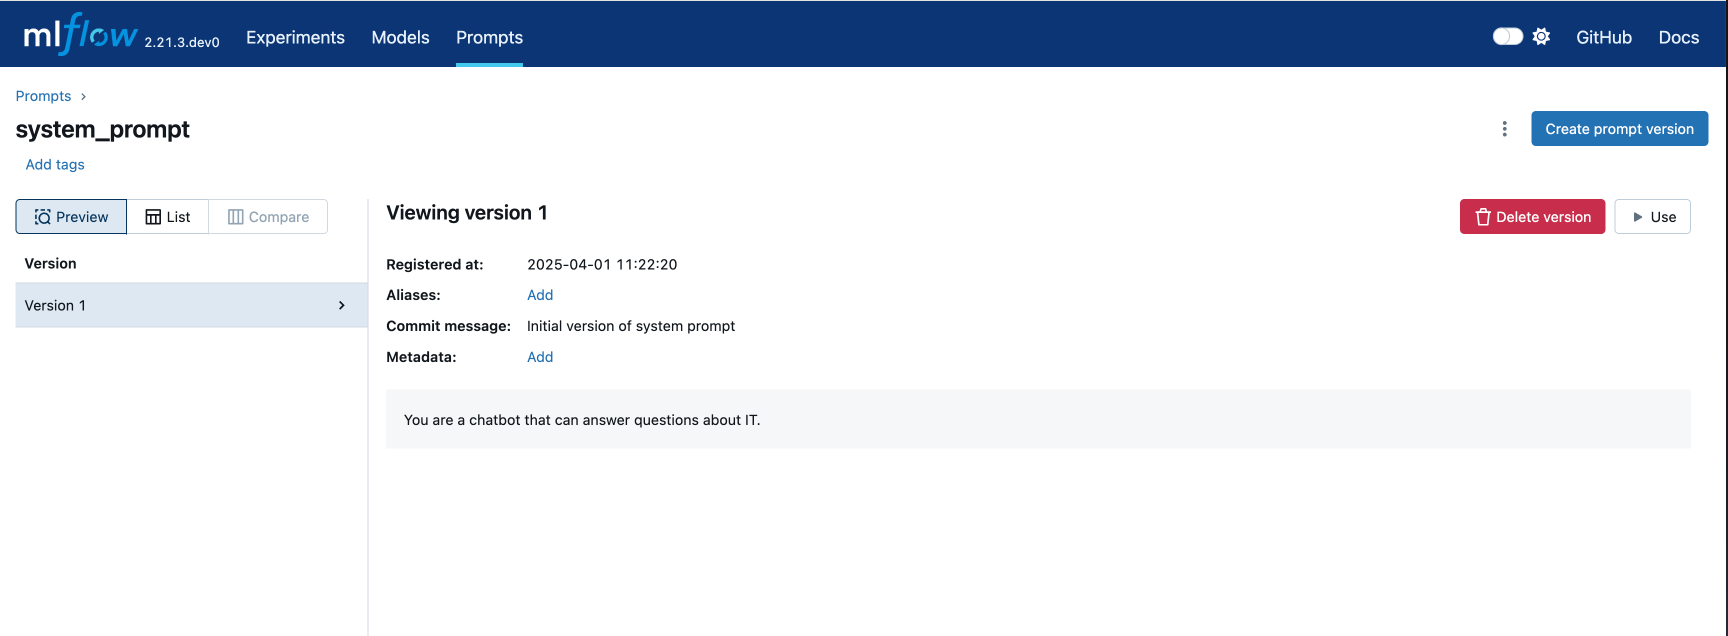 mlflow 2.21.3.dev0 Experiments Models Prompts GitHub Docs
Prompts ›
system_prompt
Create prompt version
Add tags
Preview List Compare
Version
Version 1
Viewing version 1
Delete version Use
Registered at: 2025-04-01 11:22:20
Aliases: Add
Commit message: Initial version of system prompt
Metadata: Add
You are a chatbot that can answer questions about IT.